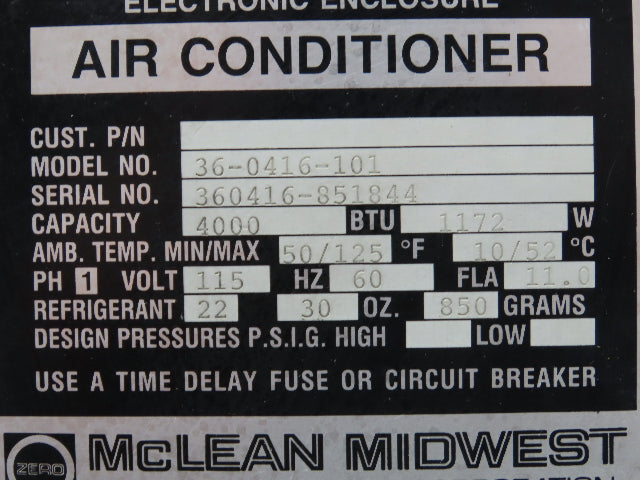 ELECTRONIC ENCLOSURE
AIR CONDITIONER
CUST. P/N
MODEL NO. 36-0416-101
SERIAL NO. 360416-851844
CAPACITY 4000 BTU 1172 W
AMB. TEMP. MIN/MAX 50/125 °F 10/52 °C
PH 1 VOLT 115 HZ 60 FLA 11.0
REFRIGERANT 22 30 OZ. 850 GRAMS
DESIGN PRESSURES P.S.I.G. HIGH LOW
USE A TIME DELAY FUSE OR CIRCUIT BREAKER
ZERO MCLEAN MIDWEST